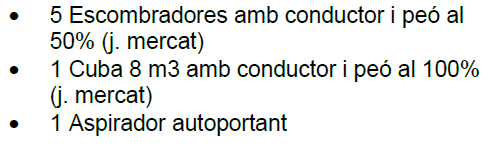 • 5 Escombradores amb conductor i peó al
50% (j. mercat)
• 1 Cuba 8 m3 amb conductor i peó al 100%
(j. mercat)
• 1 Aspirador autoportant